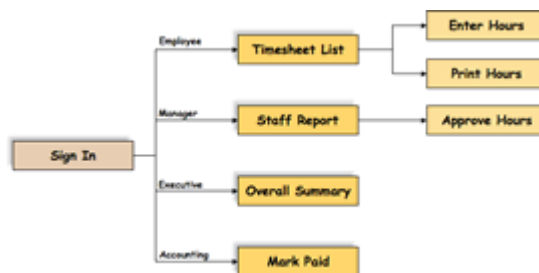 Employee
Enter Hours
Timesheet List
Print Hours
Manager
Staff Report
Approve Hours
Sign In
Executive
Overall Summary
Accounting
Mark Paid